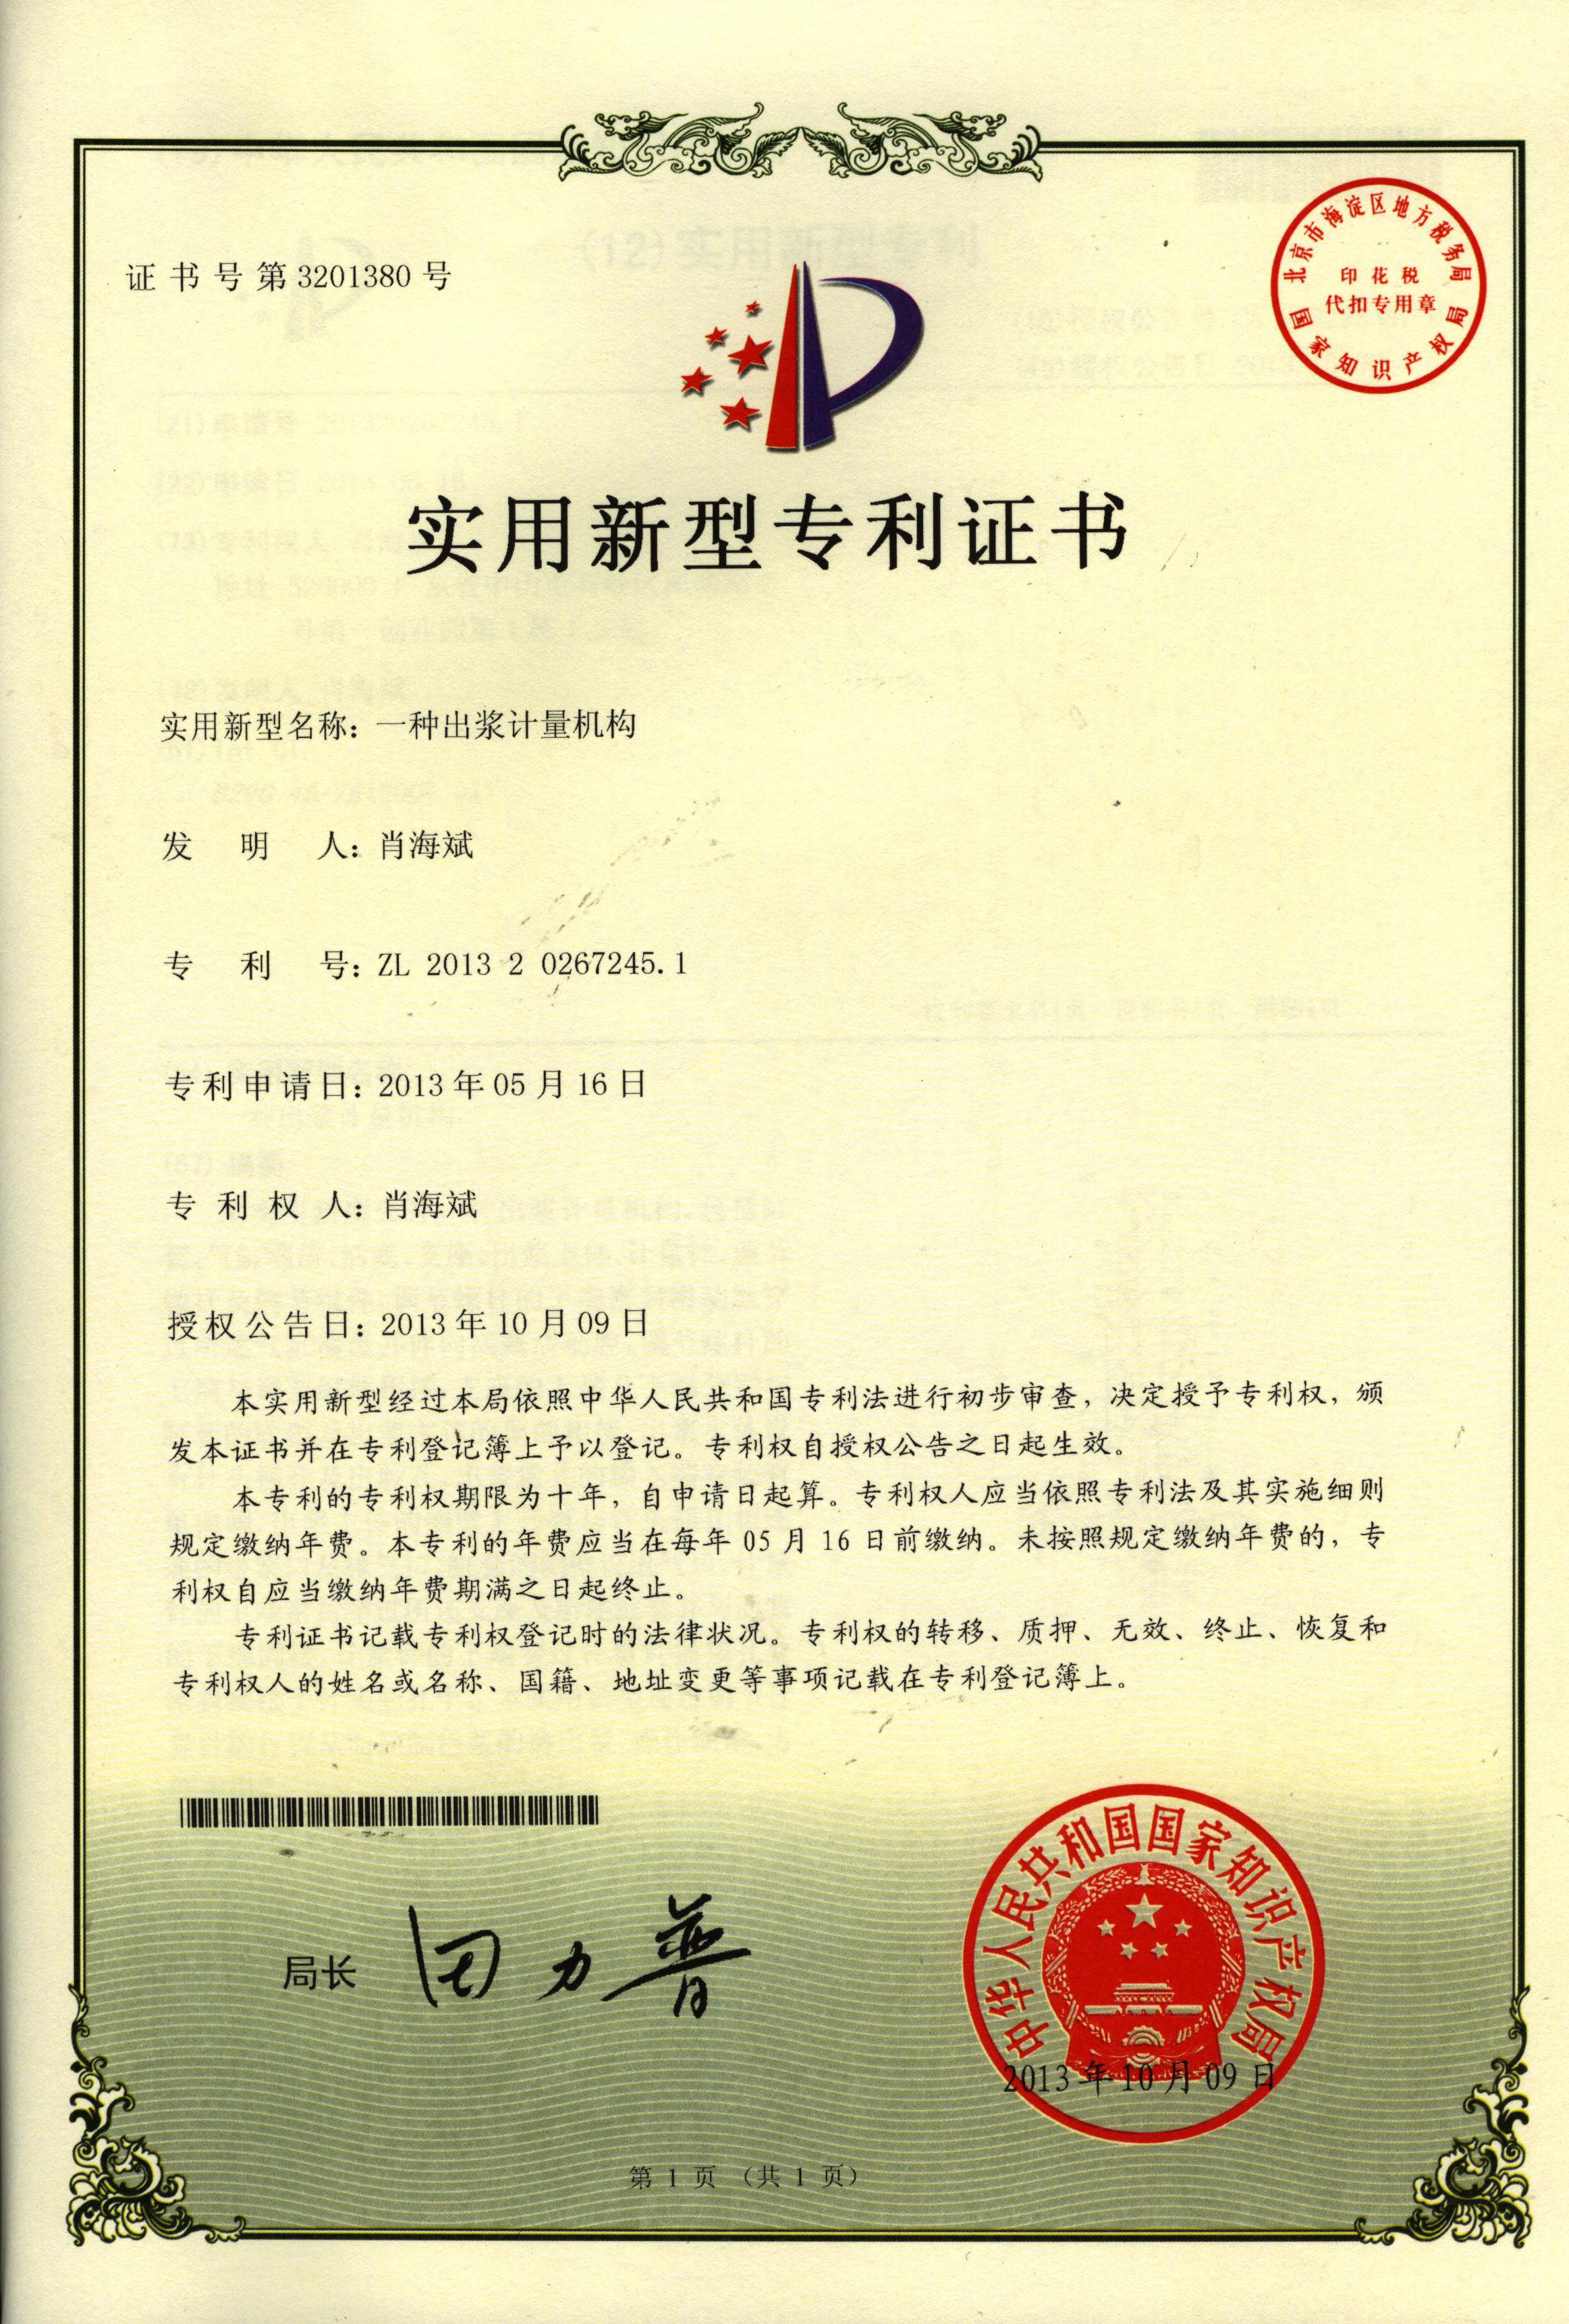 证书号第3201380号
北京市海淀区地方税务局
印花税
代扣专用章
国家知识产权局
实用新型专利证书
实用新型名称：一种出浆计量机构
发明人：肖海斌
专利号：ZL 2013 2 0267245.1
专利申请日：2013年05月16日
专利权人：肖海斌
授权公告日：2013年10月09日
本实用新型经过本局依照中华人民共和国专利法进行初步审查，决定授予专利权，颁
发本证书并在专利登记簿上予以登记。专利权自授权公告之日起生效。
本专利的专利权期限为十年，自申请日起算。专利权人应当依照专利法及其实施细则
规定缴纳年费。本专利的年费应当在每年 05 月 16 日前缴纳。未按照规定缴纳年费的，专
利权自应当缴纳年费期满之日起终止。
专利证书记载专利权登记时的法律状况。专利权的转移、质押、无效、终止、恢复和
专利权人的姓名或名称、国籍、地址变更等事项记载在专利登记簿上。
局长 田力普
中华人民共和国国家知识产权局
2013年10月09日
第 1 页 （共 1 页）